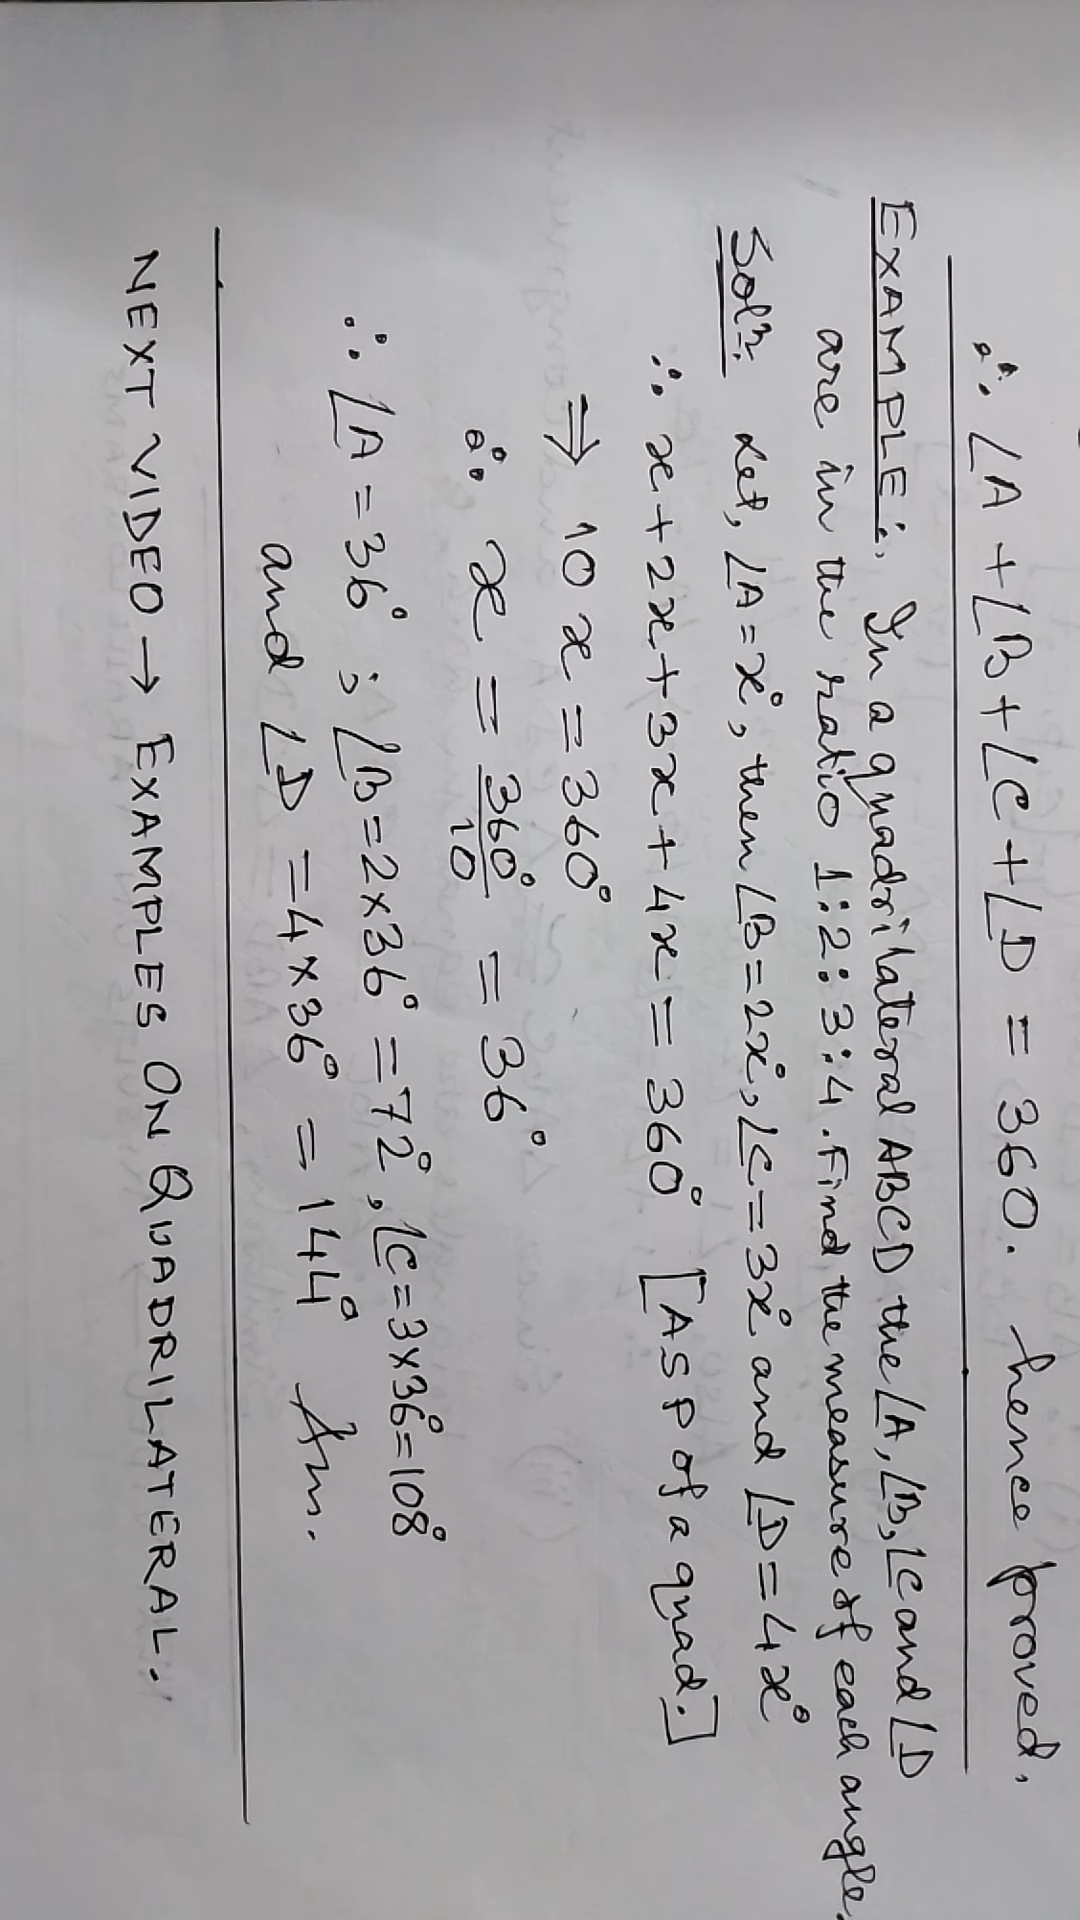 ∴ ∠A + ∠B + ∠C + ∠D = 360. hence proved.
EXAMPLE:. In a quadrilateral ABCD the ∠A, ∠B, ∠C and ∠D
are in the ratio 1:2:3:4. Find the measure of each angle.
Solⁿ. Let, ∠A = x°, then ∠B = 2x°, ∠C = 3x° and ∠D = 4x°
∴ x + 2x + 3x + 4x = 360° [ASP of a quad.]
⇒ 10x = 360°
∴ x = 360°/10 = 36°.
∴ ∠A = 36° ; ∠B = 2×36° = 72°, ∠C = 3×36° = 108°
and ∠D = 4×36° = 144° Ans.
NEXT VIDEO → EXAMPLES ON QUADRILATERAL.